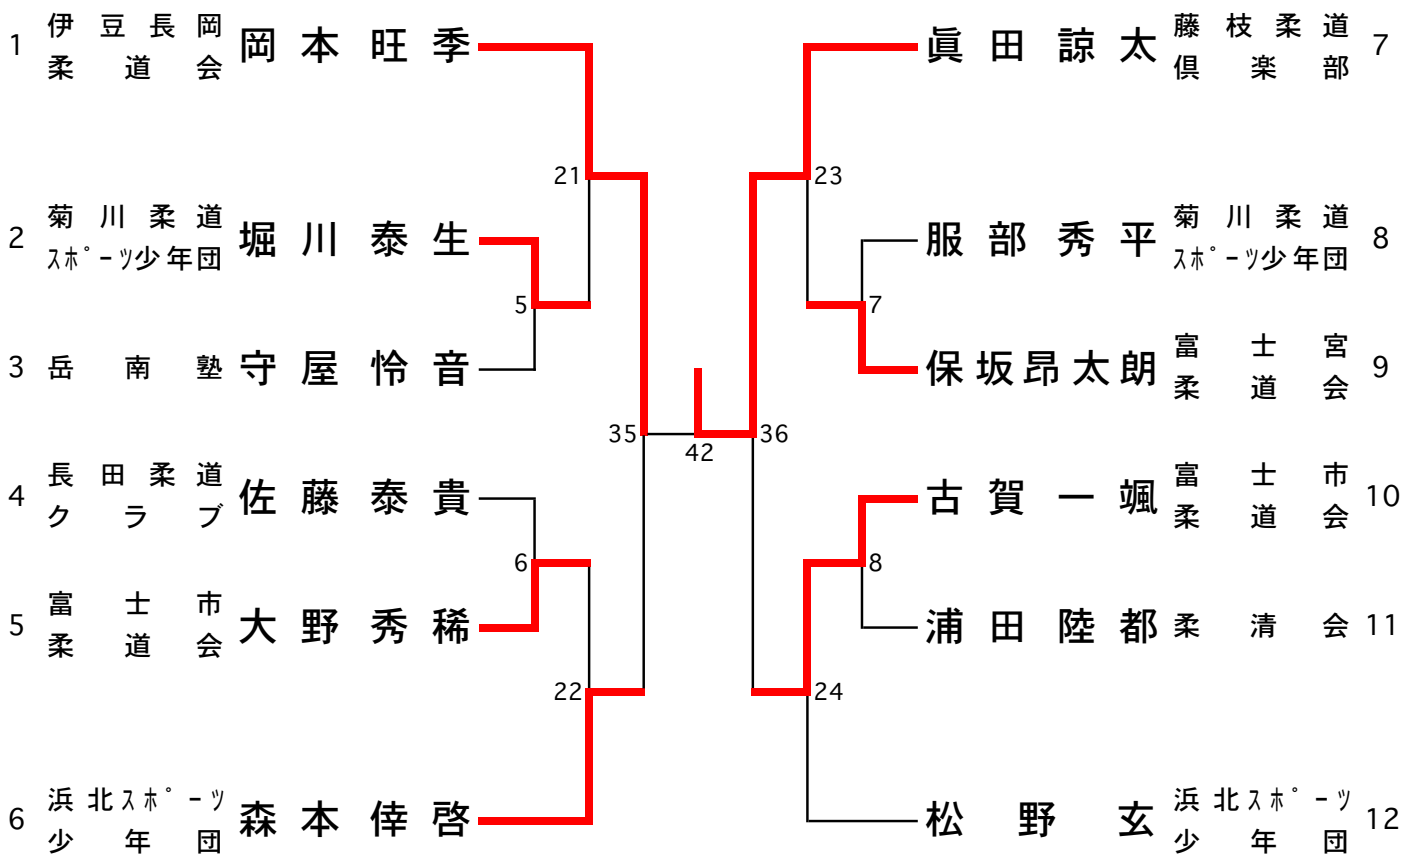 1 伊豆長岡柔道会 岡本旺季
21
2 菊川柔道スポーツ少年団 堀川泰生
5
3 岳南塾 守屋怜音
35
4 長田柔道クラブ 佐藤泰貴
6
5 富士市柔道会 大野秀稀
22
6 浜北スポーツ少年団 森本倖啓
42
眞田諒太 藤枝柔道倶楽部 7
23
服部秀平 菊川柔道スポーツ少年団 8
7
保坂昂太朗 富士宮柔道会 9
36
古賀一颯 富士市柔道会 10
8
浦田陸都 柔清会 11
24
松野玄 浜北スポーツ少年団 12